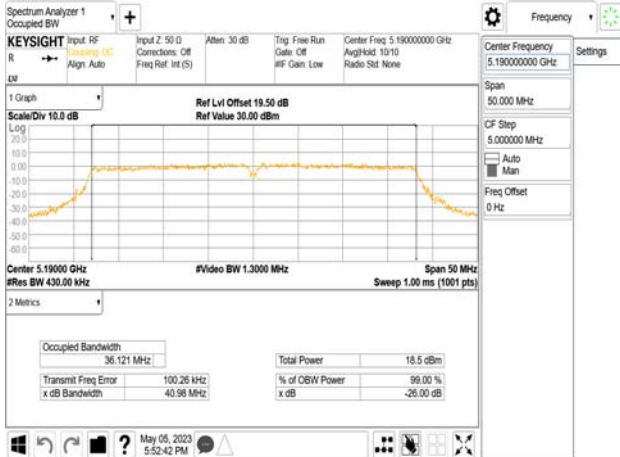 Spectrum Analyzer 1
Occupied BW
Frequency
KEYSIGHT
R
Input: RF
Coupling: DC
Align: Auto
Input Z: 50 Ω
Corrections: Off
Freq Ref: Int (S)
Atten: 30 dB
Trig: Free Run
Gate: Off
#IF Gain: Low
Center Freq: 5.190000000 GHz
Avg|Hold: 10/10
Radio Std: None
Center Frequency
5.190000000 GHz
Settings
Span
50.000 MHz
CF Step
5.000000 MHz
Auto
Man
Freq Offset
0 Hz
1 Graph
Scale/Div 10.0 dB
Ref Lvl Offset 19.50 dB
Ref Value 30.00 dBm
Log
20.0
10.0
0.00
-10.0
-20.0
-30.0
-40.0
-50.0
-60.0
Center 5.19000 GHz
#Video BW 1.3000 MHz
Span 50 MHz
#Res BW 430.00 kHz
Sweep 1.00 ms (1001 pts)
2 Metrics
Occupied Bandwidth
36.121 MHz
Total Power 18.5 dBm
Transmit Freq Error 100.26 kHz
% of OBW Power 99.00 %
x dB Bandwidth 40.98 MHz
x dB -26.00 dB
May 05, 2023
5:52:42 PM